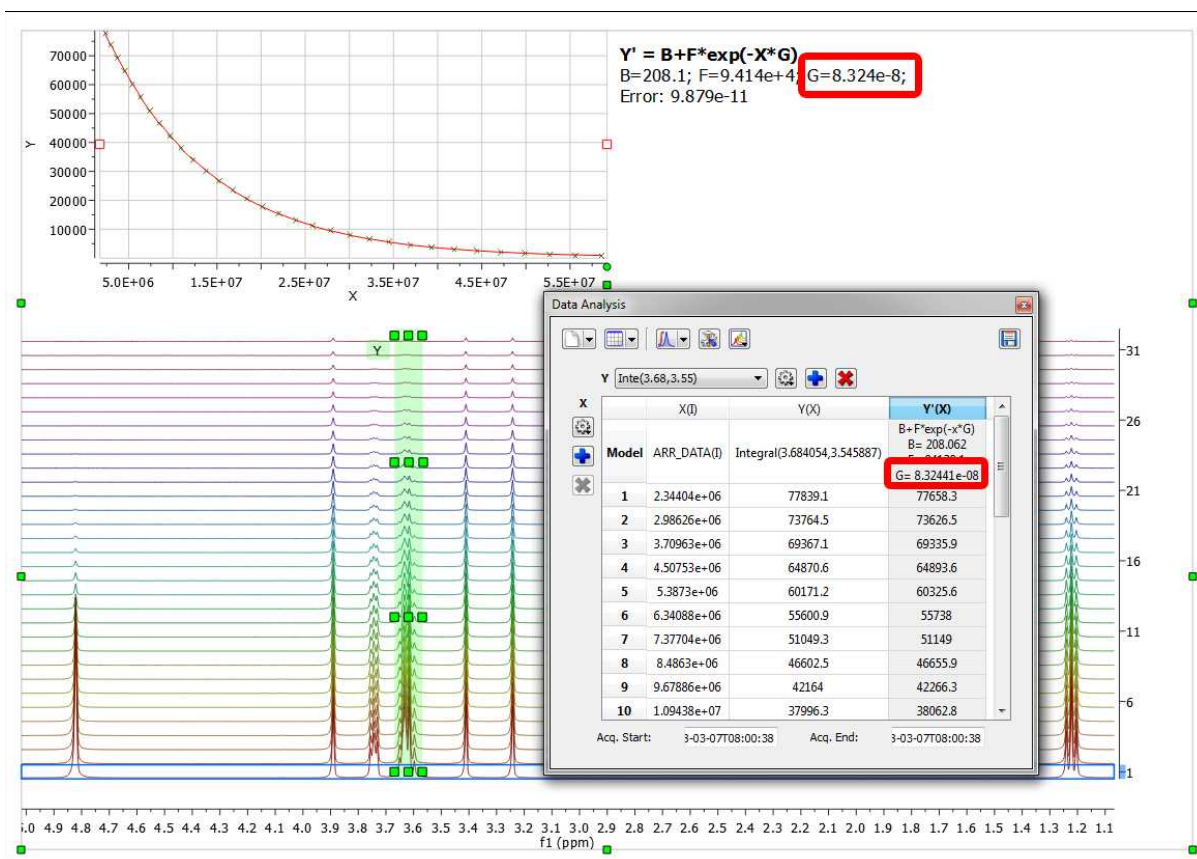 Y' = B+F*exp(-X*G)
B=208.1; F=9.414e+4; G=8.324e-8;
Error: 9.879e-11
70000
60000
50000
40000
30000
20000
10000
Y
5.0E+06 1.5E+07 2.5E+07 3.5E+07 4.5E+07 5.5E+07
X
Data Analysis
Y Inte(3.68,3.55)
X
X(I) Y(X) Y'(X)
Model ARR_DATA(I) Integral(3.684054,3.545887) B+F*exp(-x*G)
B= 208.062
G= 8.32441e-08
1 2.34404e+06 77839.1 77658.3
2 2.98626e+06 73764.5 73626.5
3 3.70963e+06 69367.1 69335.9
4 4.50753e+06 64870.6 64893.6
5 5.3873e+06 60171.2 60325.6
6 6.34088e+06 55600.9 55738
7 7.37704e+06 51049.3 51149
8 8.4863e+06 46602.5 46655.9
9 9.67886e+06 42164 42266.3
10 1.09438e+07 37996.3 38062.8
Acq. Start: 3-03-07T08:00:38 Acq. End: 3-03-07T08:00:38
Y
31
26
21
16
11
6
1
.0 4.9 4.8 4.7 4.6 4.5 4.4 4.3 4.2 4.1 4.0 3.9 3.8 3.7 3.6 3.5 3.4 3.3 3.2 3.1 3.0 2.9 2.8 2.7 2.6 2.5 2.4 2.3 2.2 2.1 2.0 1.9 1.8 1.7 1.6 1.5 1.4 1.3 1.2 1.1
f1 (ppm)